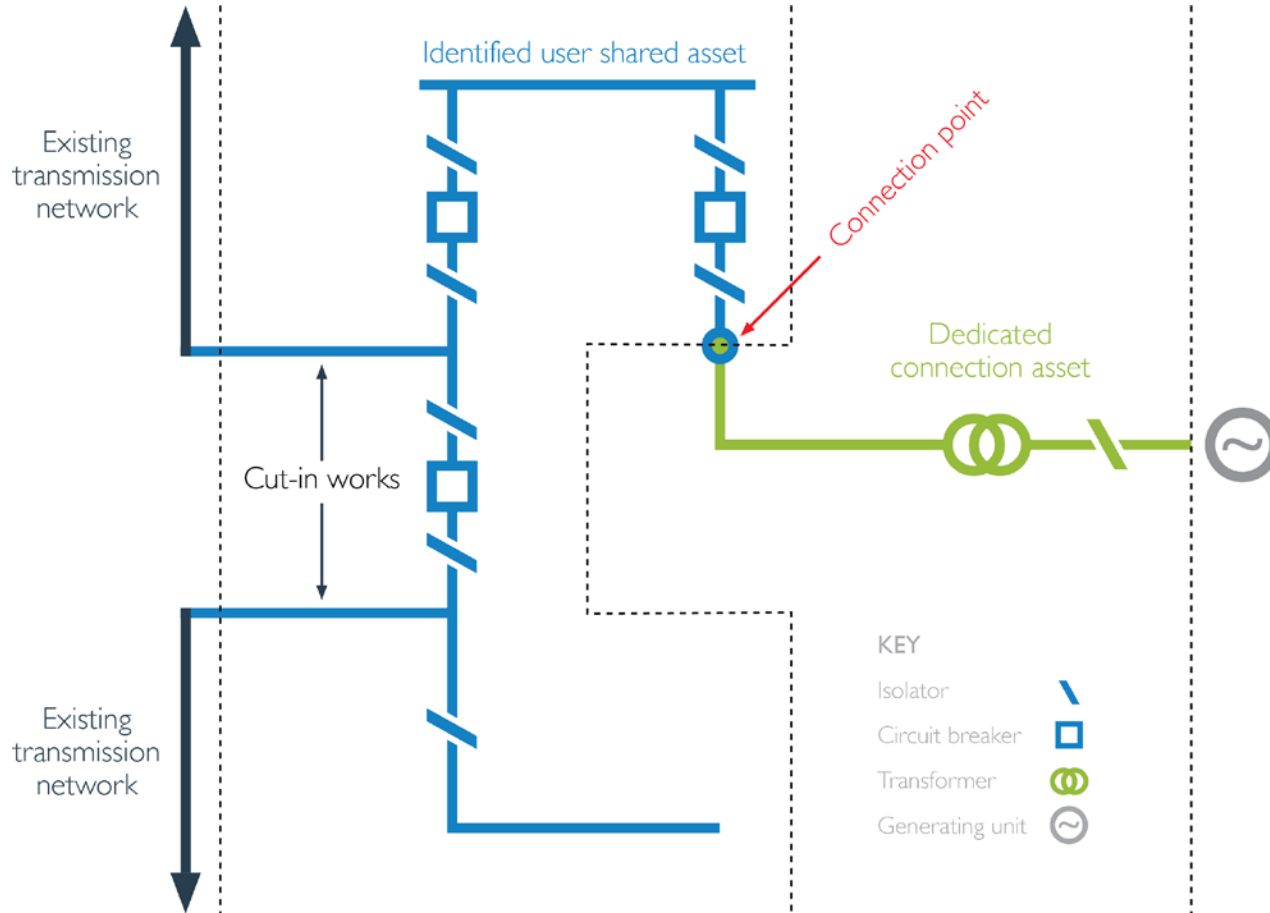 Identified user shared asset
Existing
transmission
network
Connection point
Dedicated
connection asset
Cut-in works
Existing
transmission
network
KEY
Isolator
Circuit breaker
Transformer
Generating unit